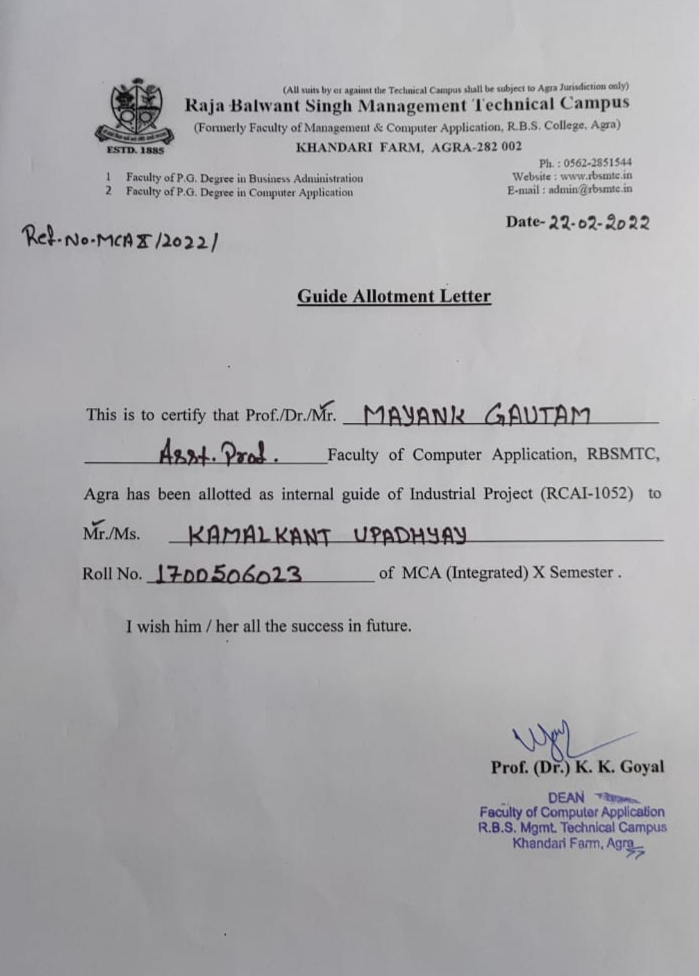 (All suits by or against the Technical Campus shall be subject to Agra Jurisdiction only)
Raja Balwant Singh Management Technical Campus
(Formerly Faculty of Management & Computer Application, R.B.S. College, Agra)
ESTD. 1885
KHANDARI FARM, AGRA-282 002
Ph. : 0562-2851544
1 Faculty of P.G. Degree in Business Administration
Website : www.rbsmtc.in
2 Faculty of P.G. Degree in Computer Application
E-mail : admin@rbsmtc.in
Date- 22-02-2022
Ref-No-MCA X/2022/
Guide Allotment Letter
This is to certify that Prof./Dr./Mr. MAYANK GAUTAM
Asst. Prof. Faculty of Computer Application, RBSMTC,
Agra has been allotted as internal guide of Industrial Project (RCAI-1052) to
Mr./Ms. KAMALKANT UPADHYAY
Roll No. 1700506023 of MCA (Integrated) X Semester .
I wish him / her all the success in future.
Prof. (Dr.) K. K. Goyal
DEAN
Faculty of Computer Application
R.B.S. Mgmt. Technical Campus
Khandari Farm, Agra